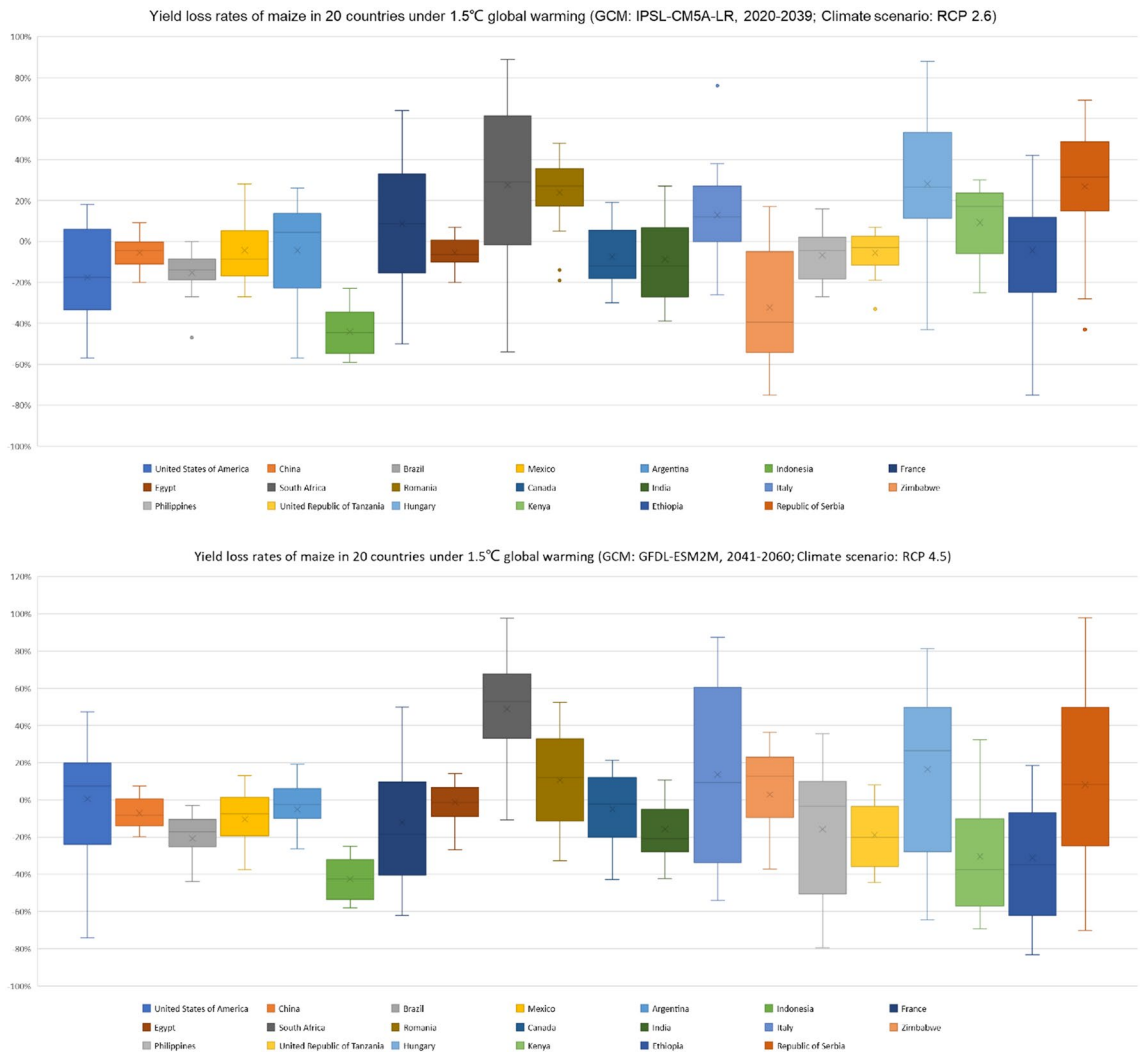 Yield loss rates of maize in 20 countries under 1.5℃ global warming (GCM: IPSL-CM5A-LR, 2020-2039; Climate scenario: RCP 2.6)
100%
80%
60%
40%
20%
0%
-20%
-40%
-60%
-80%
-100%
United States of America China Brazil Mexico Argentina Indonesia France
Egypt South Africa Romania Canada India Italy Zimbabwe
Philippines United Republic of Tanzania Hungary Kenya Ethiopia Republic of Serbia
Yield loss rates of maize in 20 countries under 1.5℃ global warming (GCM: GFDL-ESM2M, 2041-2060; Climate scenario: RCP 4.5)
120%
100%
80%
60%
40%
20%
0%
-20%
-40%
-60%
-80%
-100%
United States of America China Brazil Mexico Argentina Indonesia France
Egypt South Africa Romania Canada India Italy Zimbabwe
Philippines United Republic of Tanzania Hungary Kenya Ethiopia Republic of Serbia